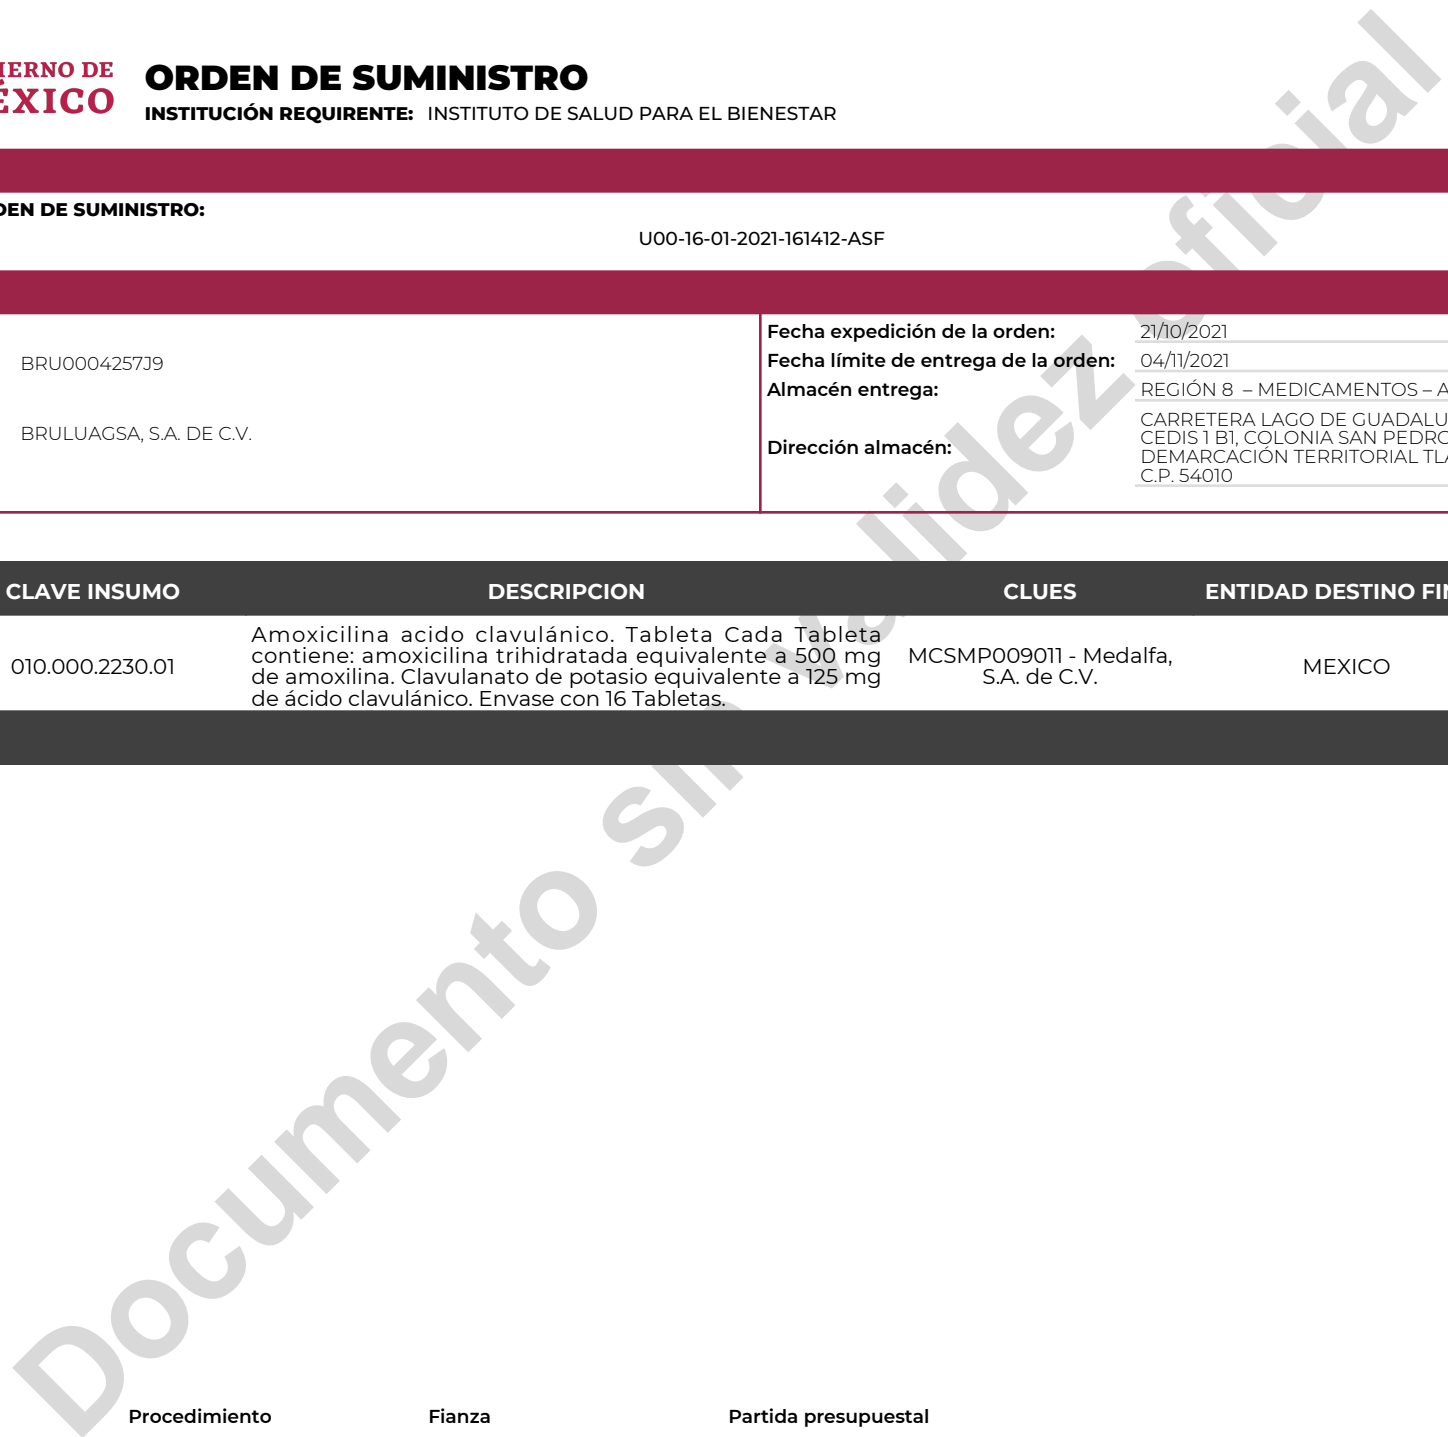 IERNO DE
ÉXICO
ORDEN DE SUMINISTRO
INSTITUCIÓN REQUIRENTE: INSTITUTO DE SALUD PARA EL BIENESTAR
DEN DE SUMINISTRO:
U00-16-01-2021-161412-ASF
BRU0004257J9
BRULUAGSA, S.A. DE C.V.
Fecha expedición de la orden: 21/10/2021
Fecha límite de entrega de la orden: 04/11/2021
Almacén entrega: REGIÓN 8 – MEDICAMENTOS – A
Dirección almacén:
CARRETERA LAGO DE GUADALU
CEDIS 1 B1, COLONIA SAN PEDRO
DEMARCACIÓN TERRITORIAL TLA
C.P. 54010
CLAVE INSUMO DESCRIPCION CLUES ENTIDAD DESTINO FIN
010.000.2230.01
Amoxicilina acido clavulánico. Tableta Cada Tableta
contiene: amoxicilina trihidratada equivalente a 500 mg
de amoxilina. Clavulanato de potasio equivalente a 125 mg
de ácido clavulánico. Envase con 16 Tabletas.
MCSMP009011 - Medalfa,
S.A. de C.V.
MEXICO
Documento sin validez oficial
Procedimiento Fianza Partida presupuestal